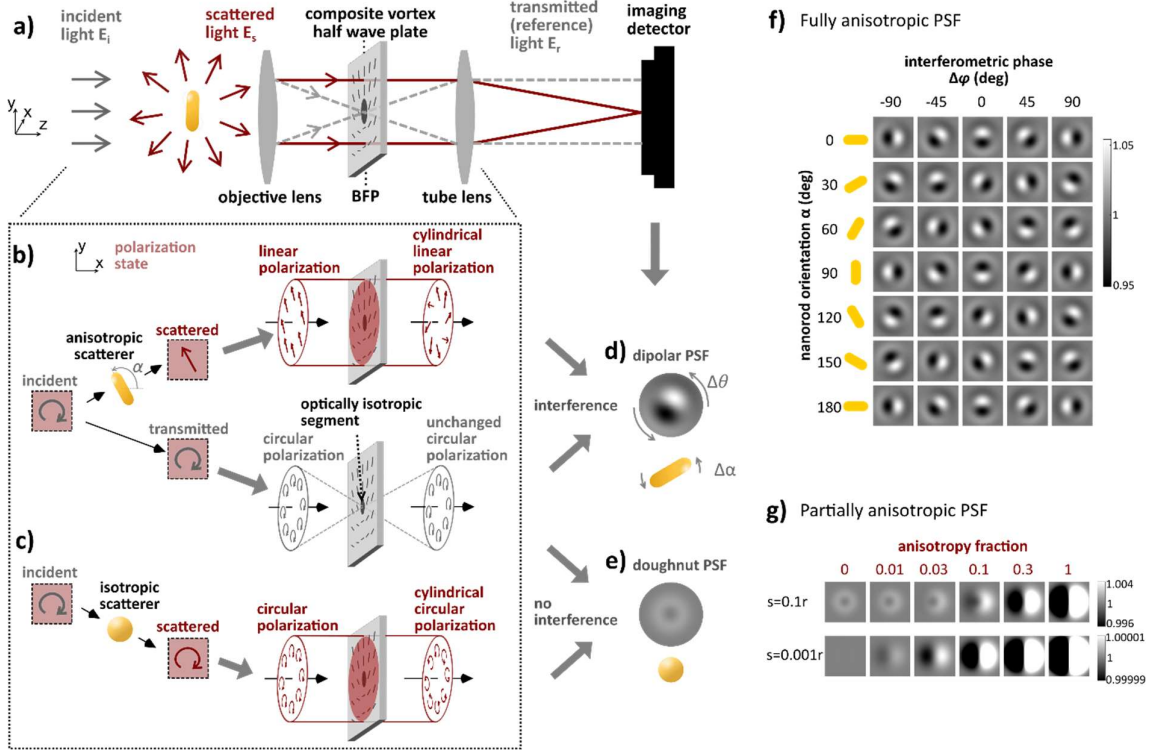 a)
incident
light Ei
scattered
light Es
composite vortex
half wave plate
transmitted
(reference)
light Er
imaging
detector
y
x
z
objective lens
BFP
tube lens
b)
y
x
polarization
state
linear
polarization
cylindrical
linear
polarization
anisotropic
scatterer
α
scattered
incident
transmitted
optically isotropic
segment
circular
polarization
unchanged
circular
polarization
c)
incident
isotropic
scatterer
scattered
circular
polarization
cylindrical
circular
polarization
interference
d)
dipolar PSF
Δθ
Δα
no
interference
e)
doughnut PSF
f)
Fully anisotropic PSF
interferometric phase
Δφ (deg)
-90 -45 0 45 90
nanorod orientation α (deg)
0
30
60
90
120
150
180
1.05
1
0.95
g)
Partially anisotropic PSF
anisotropy fraction
0 0.01 0.03 0.1 0.3 1
s=0.1r
1.004
1
0.996
s=0.001r
1.00001
1
0.99999